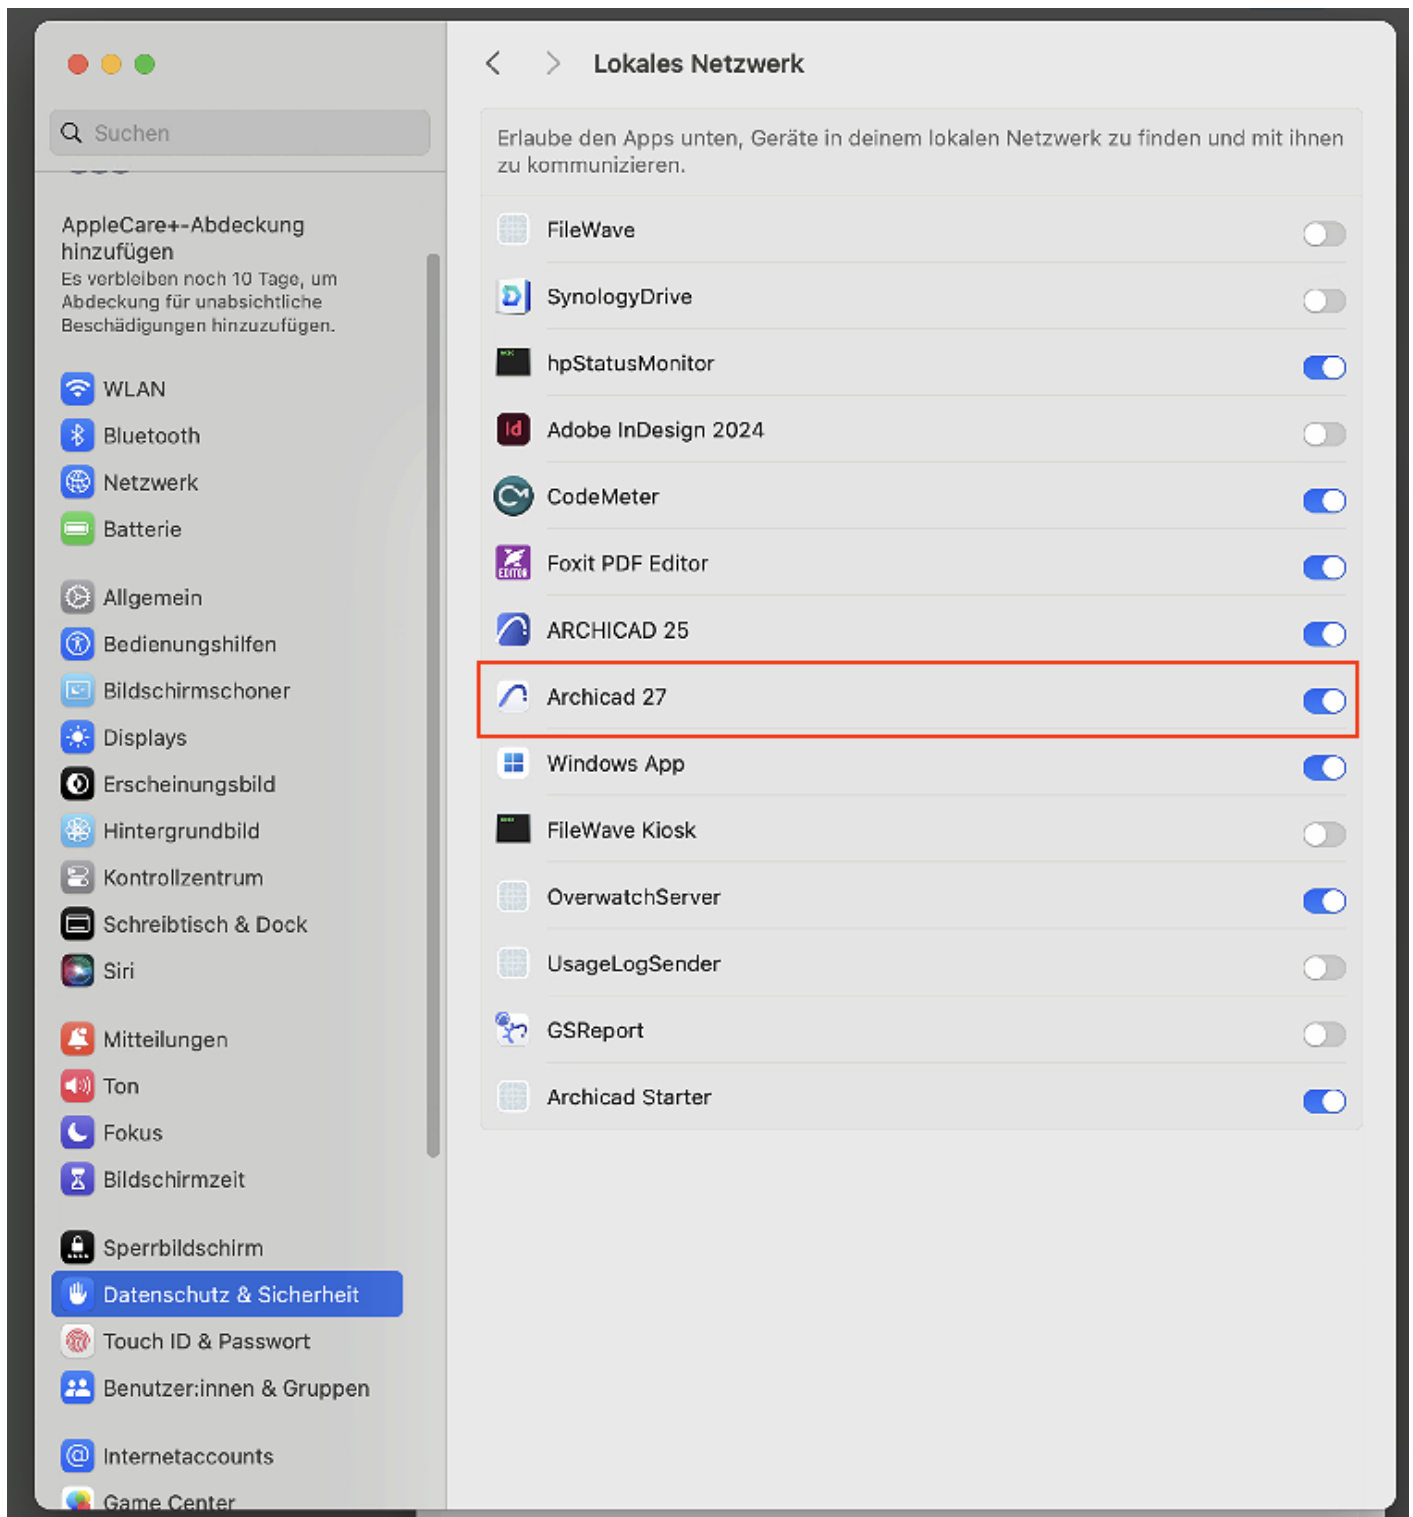 Suchen
AppleCare+-Abdeckung
hinzufügen
Es verbleiben noch 10 Tage, um
Abdeckung für unabsichtliche
Beschädigungen hinzuzufügen.
WLAN
Bluetooth
Netzwerk
Batterie
Allgemein
Bedienungshilfen
Bildschirmschoner
Displays
Erscheinungsbild
Hintergrundbild
Kontrollzentrum
Schreibtisch & Dock
Siri
Mitteilungen
Ton
Fokus
Bildschirmzeit
Sperrbildschirm
Datenschutz & Sicherheit
Touch ID & Passwort
Benutzer:innen & Gruppen
Internetaccounts
Game Center
Lokales Netzwerk
Erlaube den Apps unten, Geräte in deinem lokalen Netzwerk zu finden und mit ihnen
zu kommunizieren.
FileWave
SynologyDrive
hpStatusMonitor
Id
Adobe InDesign 2024
CodeMeter
EDITOR
Foxit PDF Editor
ARCHICAD 25
Archicad 27
Windows App
FileWave Kiosk
OverwatchServer
UsageLogSender
GSReport
Archicad Starter